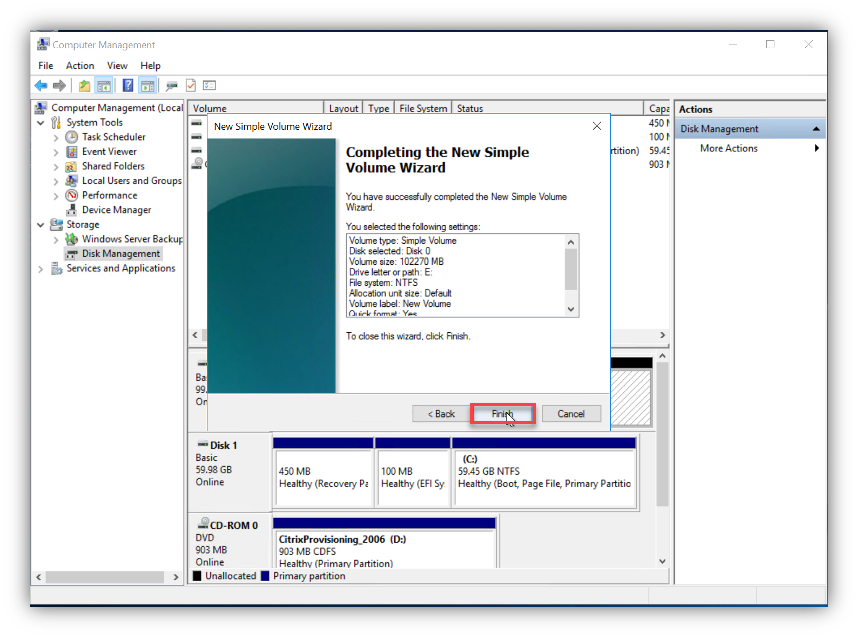 Computer Management
File Action View Help
Computer Management (Local
System Tools
Task Scheduler
Event Viewer
Shared Folders
Local Users and Groups
Performance
Device Manager
Storage
Windows Server Backup
Disk Management
Services and Applications
Volume Layout Type File System Status Capa
450 M
100 M
rtition) 59.45
903 M
New Simple Volume Wizard
Completing the New Simple
Volume Wizard
You have successfully completed the New Simple Volume
Wizard.
You selected the following settings:
Volume type: Simple Volume
Disk selected: Disk 0
Volume size: 102270 MB
Drive letter or path: E:
File system: NTFS
Allocation unit size: Default
Volume label: New Volume
Quick format: Yes
To close this wizard, click Finish.
< Back Finish Cancel
Ba
99.
On
Disk 1
Basic
59.98 GB
Online
450 MB
Healthy (Recovery Pa
100 MB
Healthy (EFI Sy
(C:)
59.45 GB NTFS
Healthy (Boot, Page File, Primary Partitio
CD-ROM 0
DVD
903 MB
Online
CitrixProvisioning_2006 (D:)
903 MB CDFS
Healthy (Primary Partition)
Unallocated Primary partition
Actions
Disk Management
More Actions